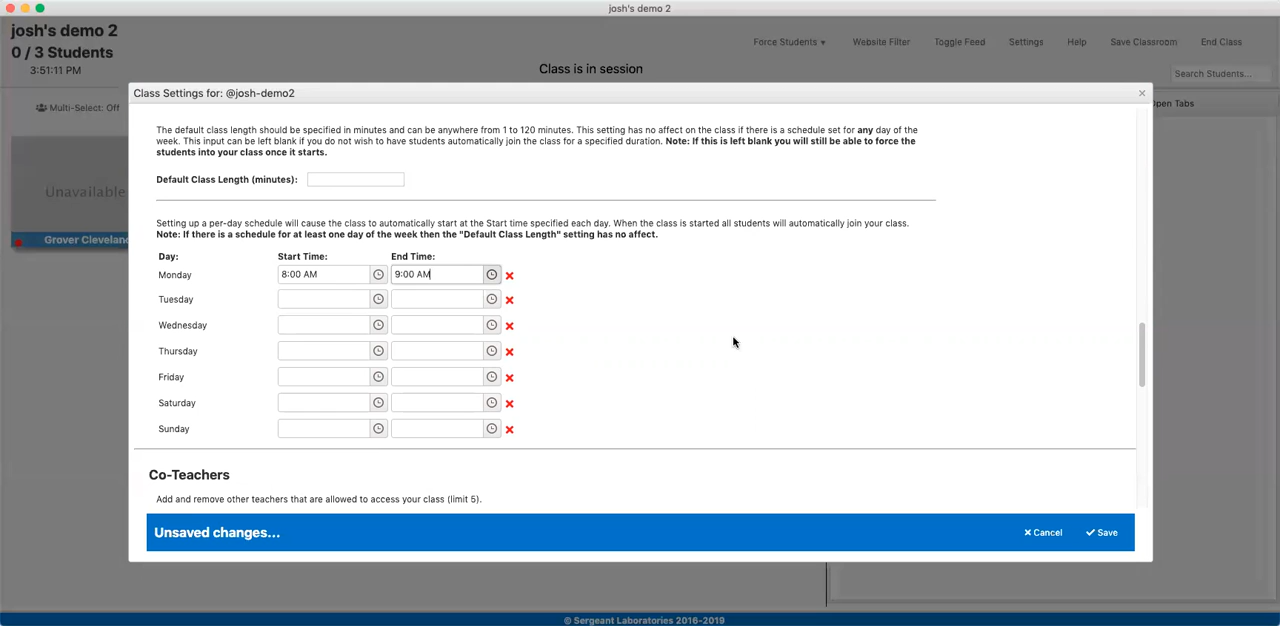 josh's demo 2
josh's demo 2
0 / 3 Students
3:51:11 PM
Force Students ▾
Website Filter
Toggle Feed
Settings
Help
Save Classroom
End Class
Class is in session
Search Students...
Multi-Select: Off
Open Tabs
Unavailable
Grover Cleveland
Class Settings for: @josh-demo2
The default class length should be specified in minutes and can be anywhere from 1 to 120 minutes. This setting has no affect on the class if there is a schedule set for any day of the
week. This input can be left blank if you do not wish to have students automatically join the class for a specified duration. Note: If this is left blank you will still be able to force the
students into your class once it starts.
Default Class Length (minutes):
Setting up a per-day schedule will cause the class to automatically start at the Start time specified each day. When the class is started all students will automatically join your class.
Note: If there is a schedule for at least one day of the week then the "Default Class Length" setting has no affect.
Day: Start Time: End Time:
Monday 8:00 AM 9:00 AM
Tuesday
Wednesday
Thursday
Friday
Saturday
Sunday
Co-Teachers
Add and remove other teachers that are allowed to access your class (limit 5).
Unsaved changes...
Cancel
Save
© Sergeant Laboratories 2016-2019